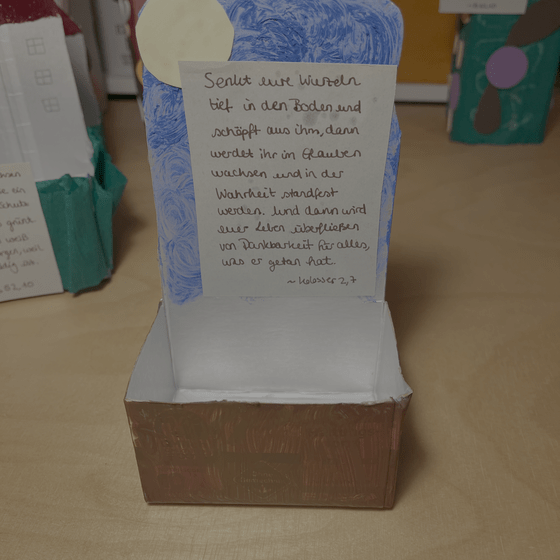 Senkt eure Wurzeln
tief in den Boden und
schöpft aus ihm, dann
werdet ihr im Glauben
wachsen und in der
Wahrheit standfest
werden. Und dann wird
euer Leben überfließen
von Dankbarkeit für alles,
was er getan hat.
~ Kolosser 2,7